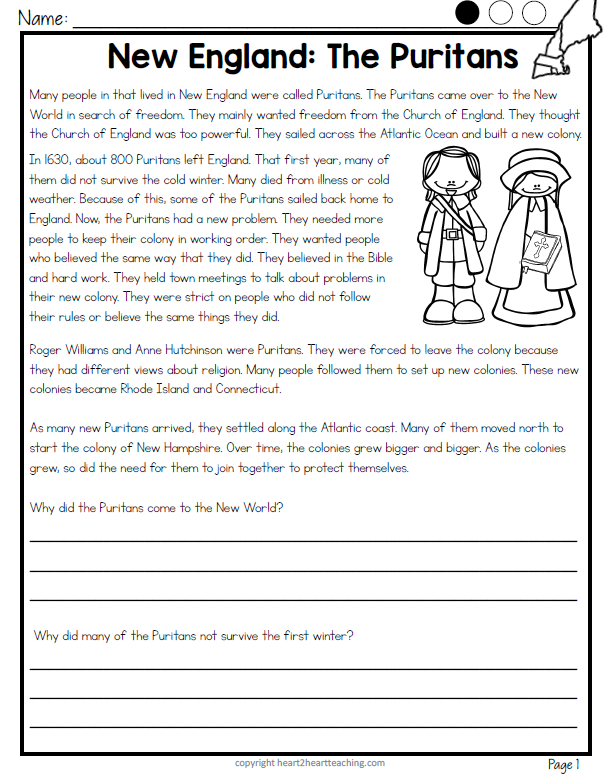 Name:
New England: The Puritans
Many people in that lived in New England were called Puritans. The Puritans came over to the New
World in search of freedom. They mainly wanted freedom from the Church of England. They thought
the Church of England was too powerful. They sailed across the Atlantic Ocean and built a new colony.
In 1630, about 800 Puritans left England. That first year, many of
them did not survive the cold winter. Many died from illness or cold
weather. Because of this, some of the Puritans sailed back home to
England. Now, the Puritans had a new problem. They needed more
people to keep their colony in working order. They wanted people
who believed the same way that they did. They believed in the Bible
and hard work. They held town meetings to talk about problems in
their new colony. They were strict on people who did not follow
their rules or believe the same things they did.
Roger Williams and Anne Hutchinson were Puritans. They were forced to leave the colony because
they had different views about religion. Many people followed them to set up new colonies. These new
colonies became Rhode Island and Connecticut.
As many new Puritans arrived, they settled along the Atlantic coast. Many of them moved north to
start the colony of New Hampshire. Over time, the colonies grew bigger and bigger. As the colonies
grew, so did the need for them to join together to protect themselves.
Why did the Puritans come to the New World?
Why did many of the Puritans not survive the first winter?
copyright heart2heartteaching.com
Page 1